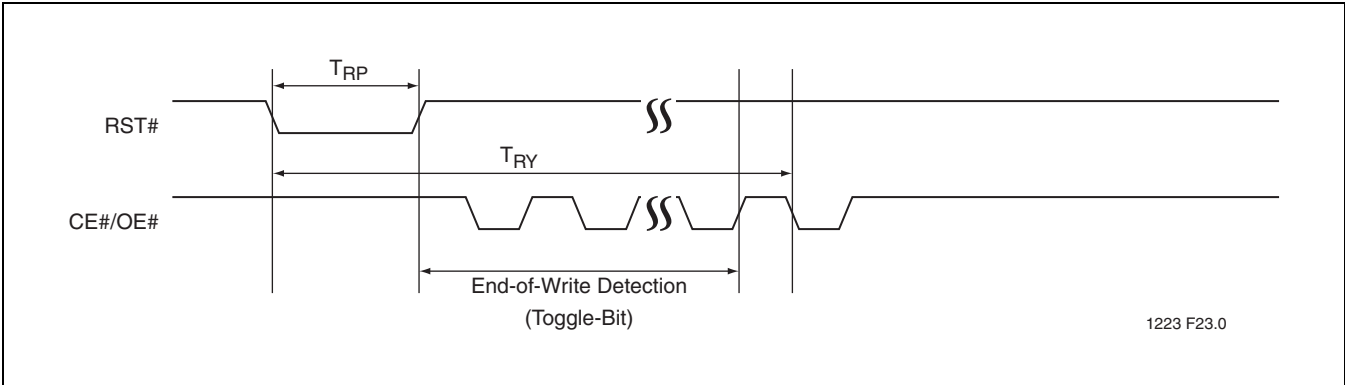 TRP
RST#
TRY
CE#/OE#
End-of-Write Detection
(Toggle-Bit)
1223 F23.0